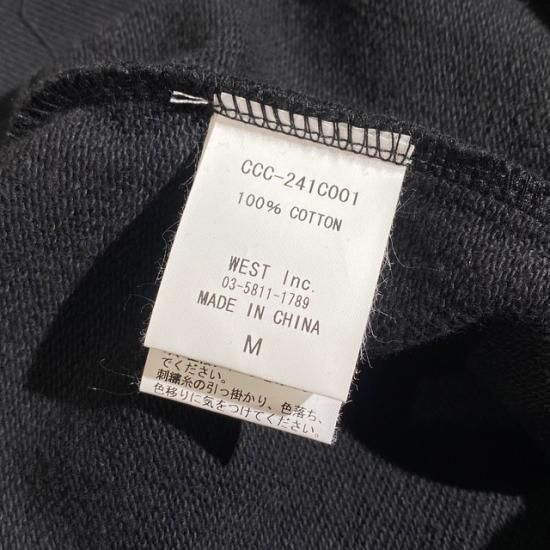 CCC-241C001
100% COTTON
WEST Inc.
03-5811-1789
MADE IN CHINA
M
でください。
刺繍糸の引っ掛かり、色落ち、
色移りに気をつけてください。